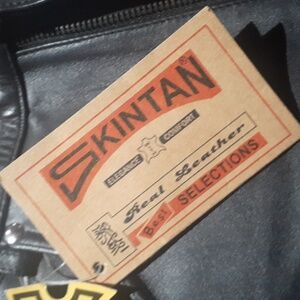 SKINTAN®
ELEGANCE COMFORT
Real Leather
Best SELECTIONS